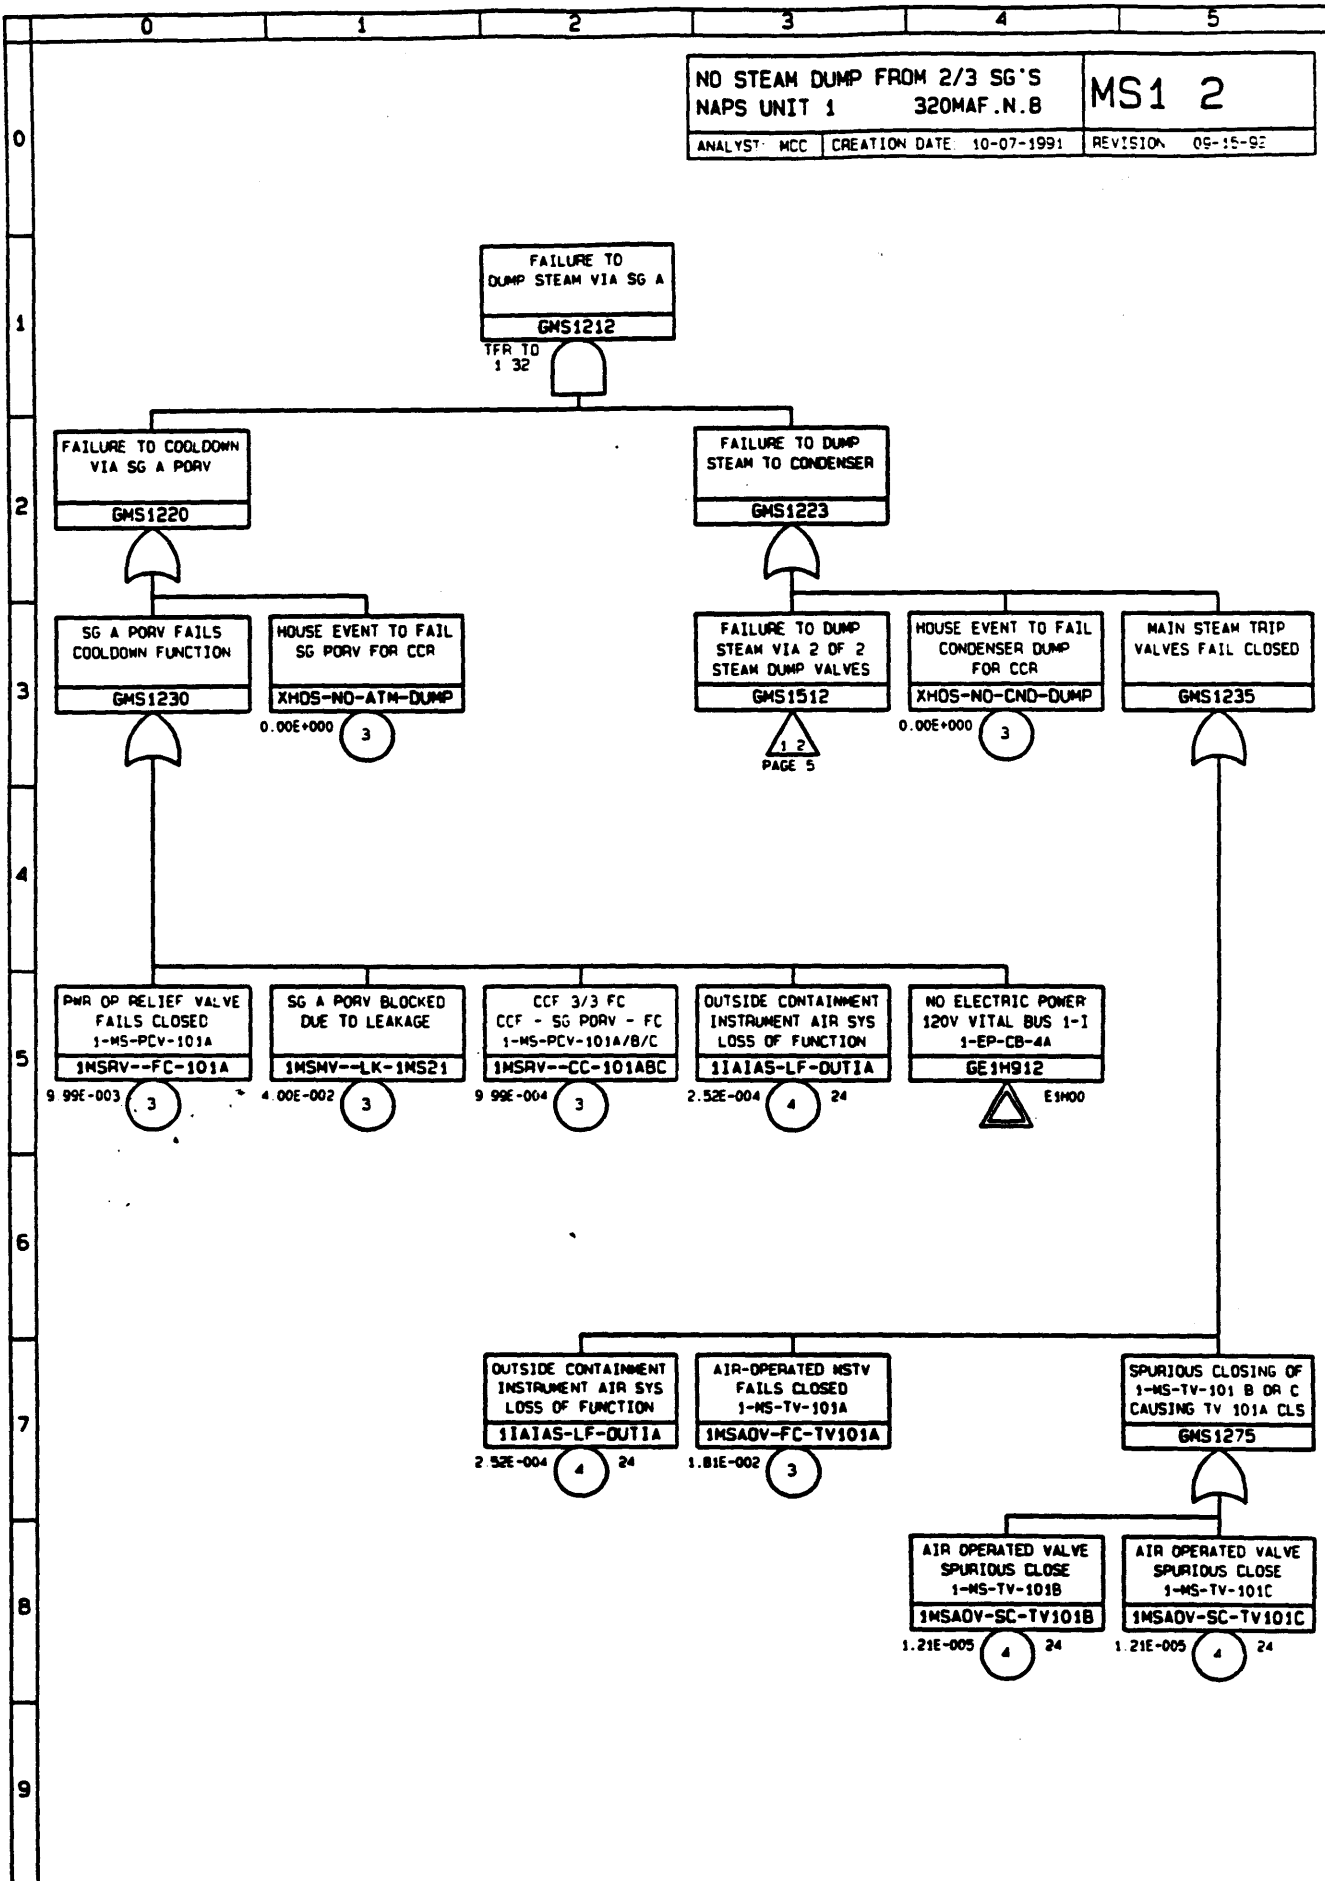 0 1 2 3 4 5
NO STEAM DUMP FROM 2/3 SG'S
NAPS UNIT 1 320MAF.N.B
MS1 2
ANALYST: MCC CREATION DATE: 10-07-1991 REVISION
0
FAILURE TO
DUMP STEAM VIA SG A
GMS1212
TFR TO
1 32
1
FAILURE TO COOLDOWN
VIA SG A PORV
GMS1220
FAILURE TO DUMP
STEAM TO CONDENSER
GMS1223
2
SG A PORV FAILS
COOLDOWN FUNCTION
GMS1230
HOUSE EVENT TO FAIL
SG PORV FOR CCR
XHOS-NO-ATM-DUMP
0.00E+000
3
FAILURE TO DUMP
STEAM VIA 2 OF 2
STEAM DUMP VALVES
GMS1512
1 2
PAGE 5
HOUSE EVENT TO FAIL
CONDENSER DUMP
FOR CCR
XHOS-NO-CND-DUMP
0.00E+000
3
MAIN STEAM TRIP
VALVES FAIL CLOSED
GMS1235
3
4
PWR OP RELIEF VALVE
FAILS CLOSED
1-MS-PCV-101A
1MSRV--FC-101A
9.99E-003
3
SG A PORV BLOCKED
DUE TO LEAKAGE
1MSMV--LK-1MS21
4.00E-002
3
CCF 3/3 FC
CCF - SG PORV - FC
1-MS-PCV-101A/B/C
1MSRV--CC-101ABC
9.99E-004
3
OUTSIDE CONTAINMENT
INSTRUMENT AIR SYS
LOSS OF FUNCTION
1IAIAS-LF-OUTIA
2.52E-004
4
24
NO ELECTRIC POWER
120V VITAL BUS 1-I
1-EP-CB-4A
GE1H912
E1H00
5
6
OUTSIDE CONTAINMENT
INSTRUMENT AIR SYS
LOSS OF FUNCTION
1IAIAS-LF-OUTIA
2.52E-004
4
24
AIR-OPERATED MSTV
FAILS CLOSED
1-MS-TV-101A
1MSAOV-FC-TV101A
1.81E-002
3
SPURIOUS CLOSING OF
1-MS-TV-101 B OR C
CAUSING TV 101A CLS
GMS1275
7
AIR OPERATED VALVE
SPURIOUS CLOSE
1-MS-TV-101B
1MSAOV-SC-TV101B
1.21E-005
4
24
AIR OPERATED VALVE
SPURIOUS CLOSE
1-MS-TV-101C
1MSAOV-SC-TV101C
1.21E-005
4
24
8
9